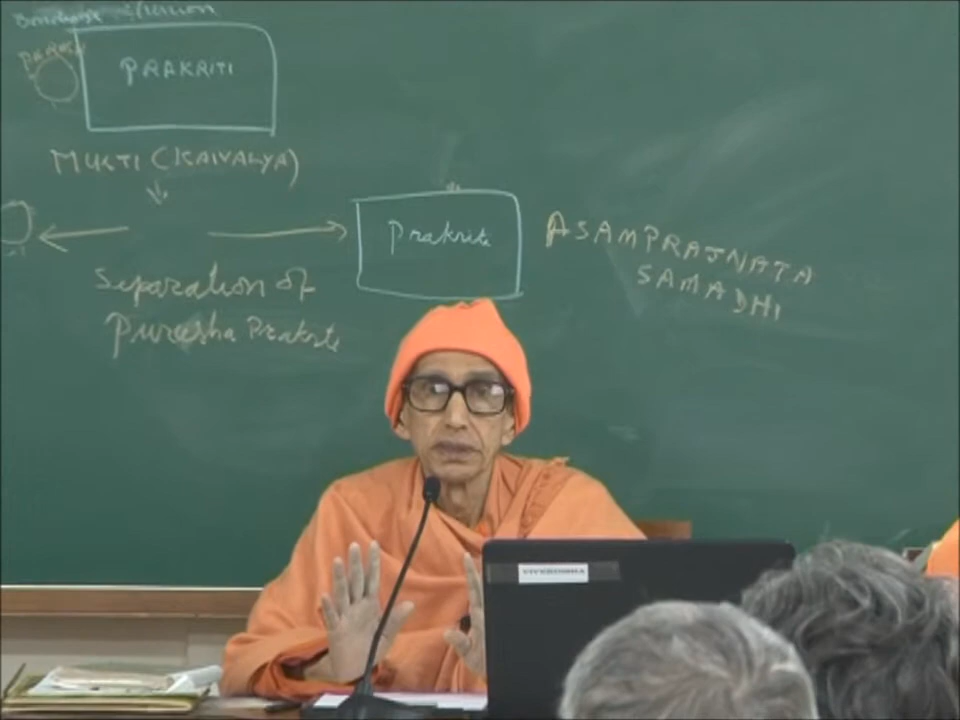 PRAKRITI
MUKTI (KAIVALYA)
Prakriti
ASAMPRAJNATA
SAMADHI
Separation of
Purusha Prakriti